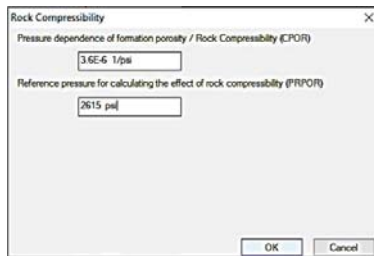 Rock Compressibility
Pressure dependence of formation porosity / Rock Compressibility (CPOR)
3.6E-6 1/psi
Reference pressure for calculating the effect of rock compressibility (PRPOR)
2615 psi
OK Cancel